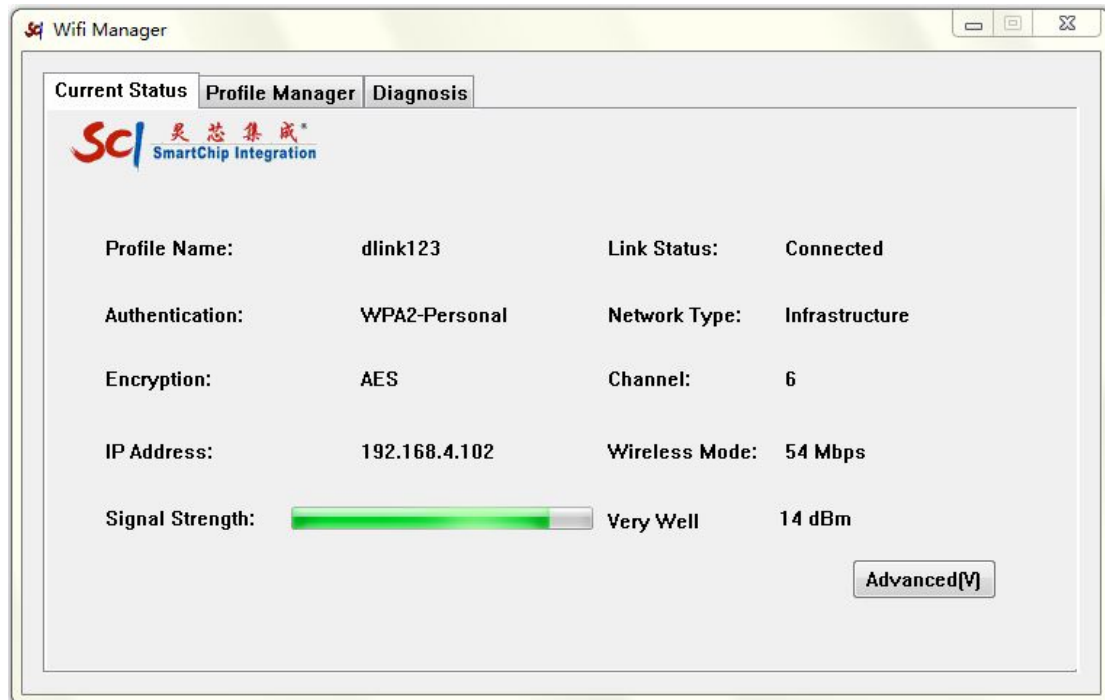 Sci Wifi Manager
Current Status Profile Manager Diagnosis
SCI 灵芯集成®
SmartChip Integration
Profile Name: dlink123 Link Status: Connected
Authentication: WPA2-Personal Network Type: Infrastructure
Encryption: AES Channel: 6
IP Address: 192.168.4.102 Wireless Mode: 54 Mbps
Signal Strength: Very Well 14 dBm
Advanced(V)